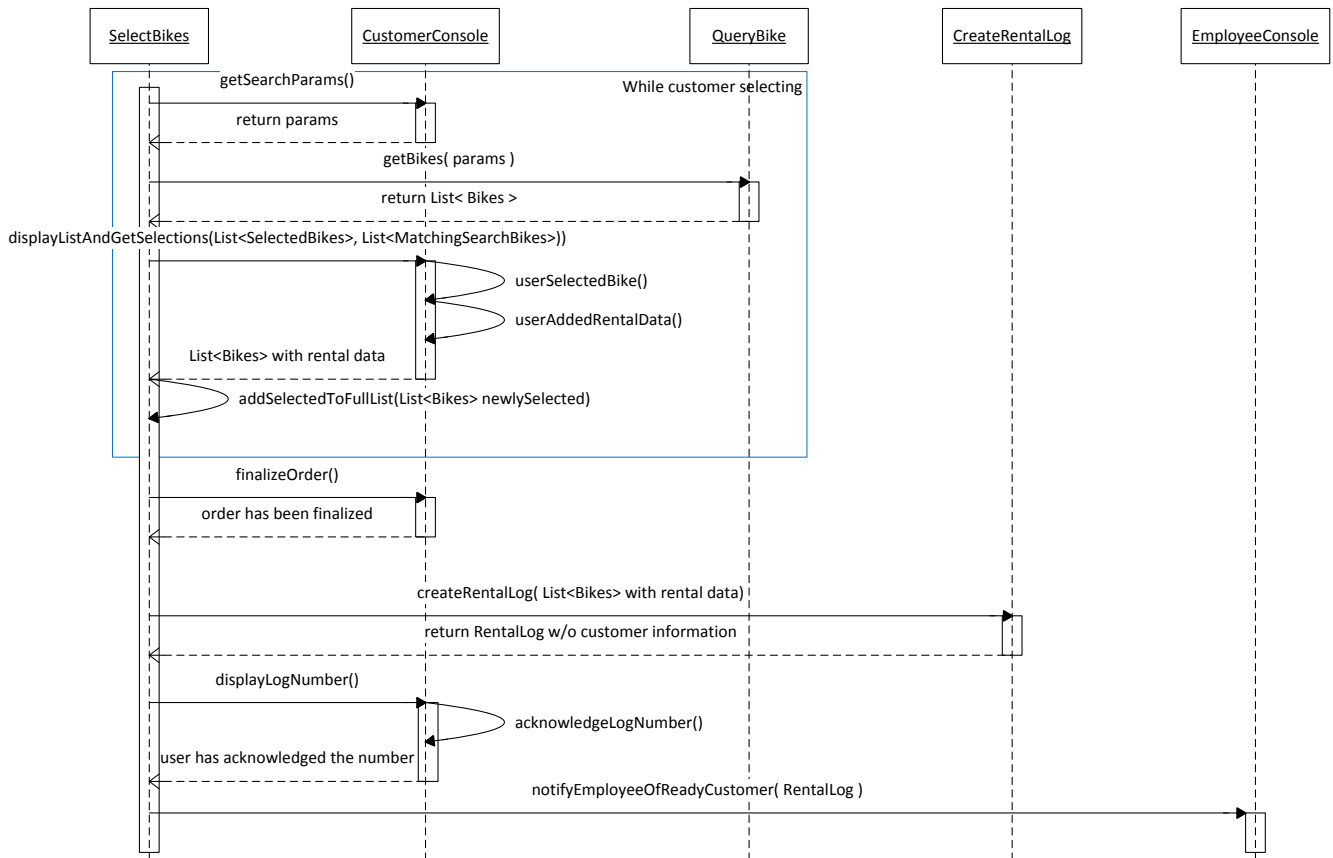 SelectBikes
CustomerConsole
QueryBike
CreateRentalLog
EmployeeConsole
getSearchParams()
While customer selecting
return params
getBikes( params )
return List< Bikes >
displayListAndGetSelections(List<SelectedBikes>, List<MatchingSearchBikes>))
userSelectedBike()
userAddedRentalData()
List<Bikes> with rental data
addSelectedToFullList(List<Bikes> newlySelected)
finalizeOrder()
order has been finalized
createRentalLog( List<Bikes> with rental data)
return RentalLog w/o customer information
displayLogNumber()
acknowledgeLogNumber()
user has acknowledged the number
notifyEmployeeOfReadyCustomer( RentalLog )